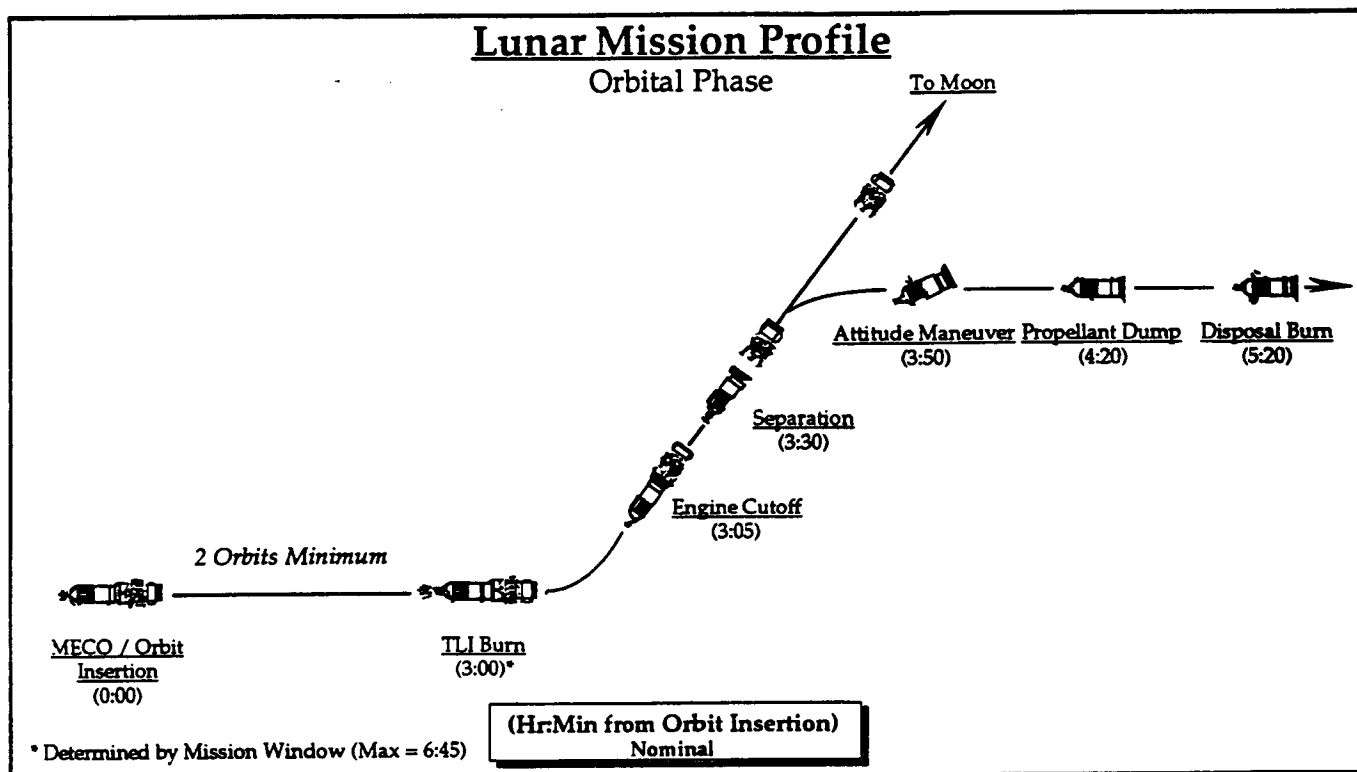 Lunar Mission Profile
Orbital Phase
To Moon
Attitude Maneuver
(3:50)
Propellant Dump
(4:20)
Disposal Burn
(5:20)
Separation
(3:30)
Engine Cutoff
(3:05)
2 Orbits Minimum
MECO / Orbit
Insertion
(0:00)
TLI Burn
(3:00)*
(Hr:Min from Orbit Insertion)
Nominal
* Determined by Mission Window (Max = 6:45)